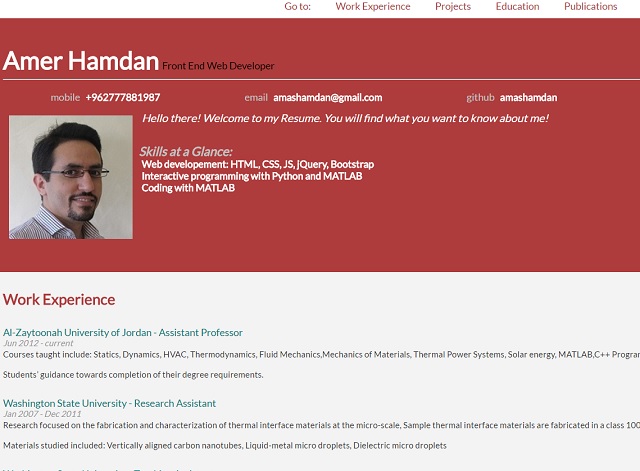 Go to: Work Experience Projects Education Publications
Amer Hamdan Front End Web Developer
mobile +962777881987 email amashamdan@gmail.com github amashamdan
Hello there! Welcome to my Resume. You will find what you want to know about me!
Skills at a Glance:
Web developement: HTML, CSS, JS, jQuery, Bootstrap
Interactive programming with Python and MATLAB
Coding with MATLAB
Work Experience
Al-Zaytoonah University of Jordan - Assistant Professor
Jun 2012 - current
Courses taught include: Statics, Dynamics, HVAC, Thermodynamics, Fluid Mechanics,Mechanics of Materials, Thermal Power Systems, Solar energy, MATLAB,C++ Program
Students' guidance towards completion of their degree requirements.
Washington State University - Research Assistant
Jan 2007 - Dec 2011
Research focused on the fabrication and characterization of thermal interface materials at the micro-scale, Sample thermal interface materials are fabricated in a class 100
Materials studied included: Vertically aligned carbon nanotubes, Liquid-metal micro droplets, Dielectric micro droplets